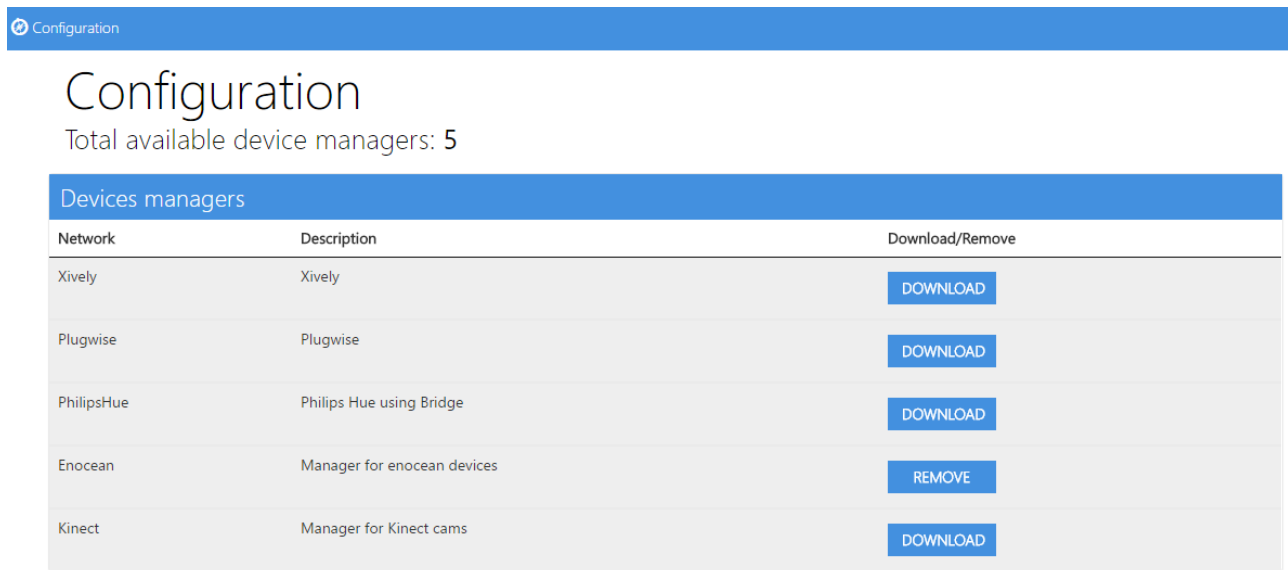 Configuration
Configuration
Total available device managers: 5
Devices managers
Network Description Download/Remove
Xively Xively DOWNLOAD
Plugwise Plugwise DOWNLOAD
PhilipsHue Philips Hue using Bridge DOWNLOAD
Enocean Manager for enocean devices REMOVE
Kinect Manager for Kinect cams DOWNLOAD